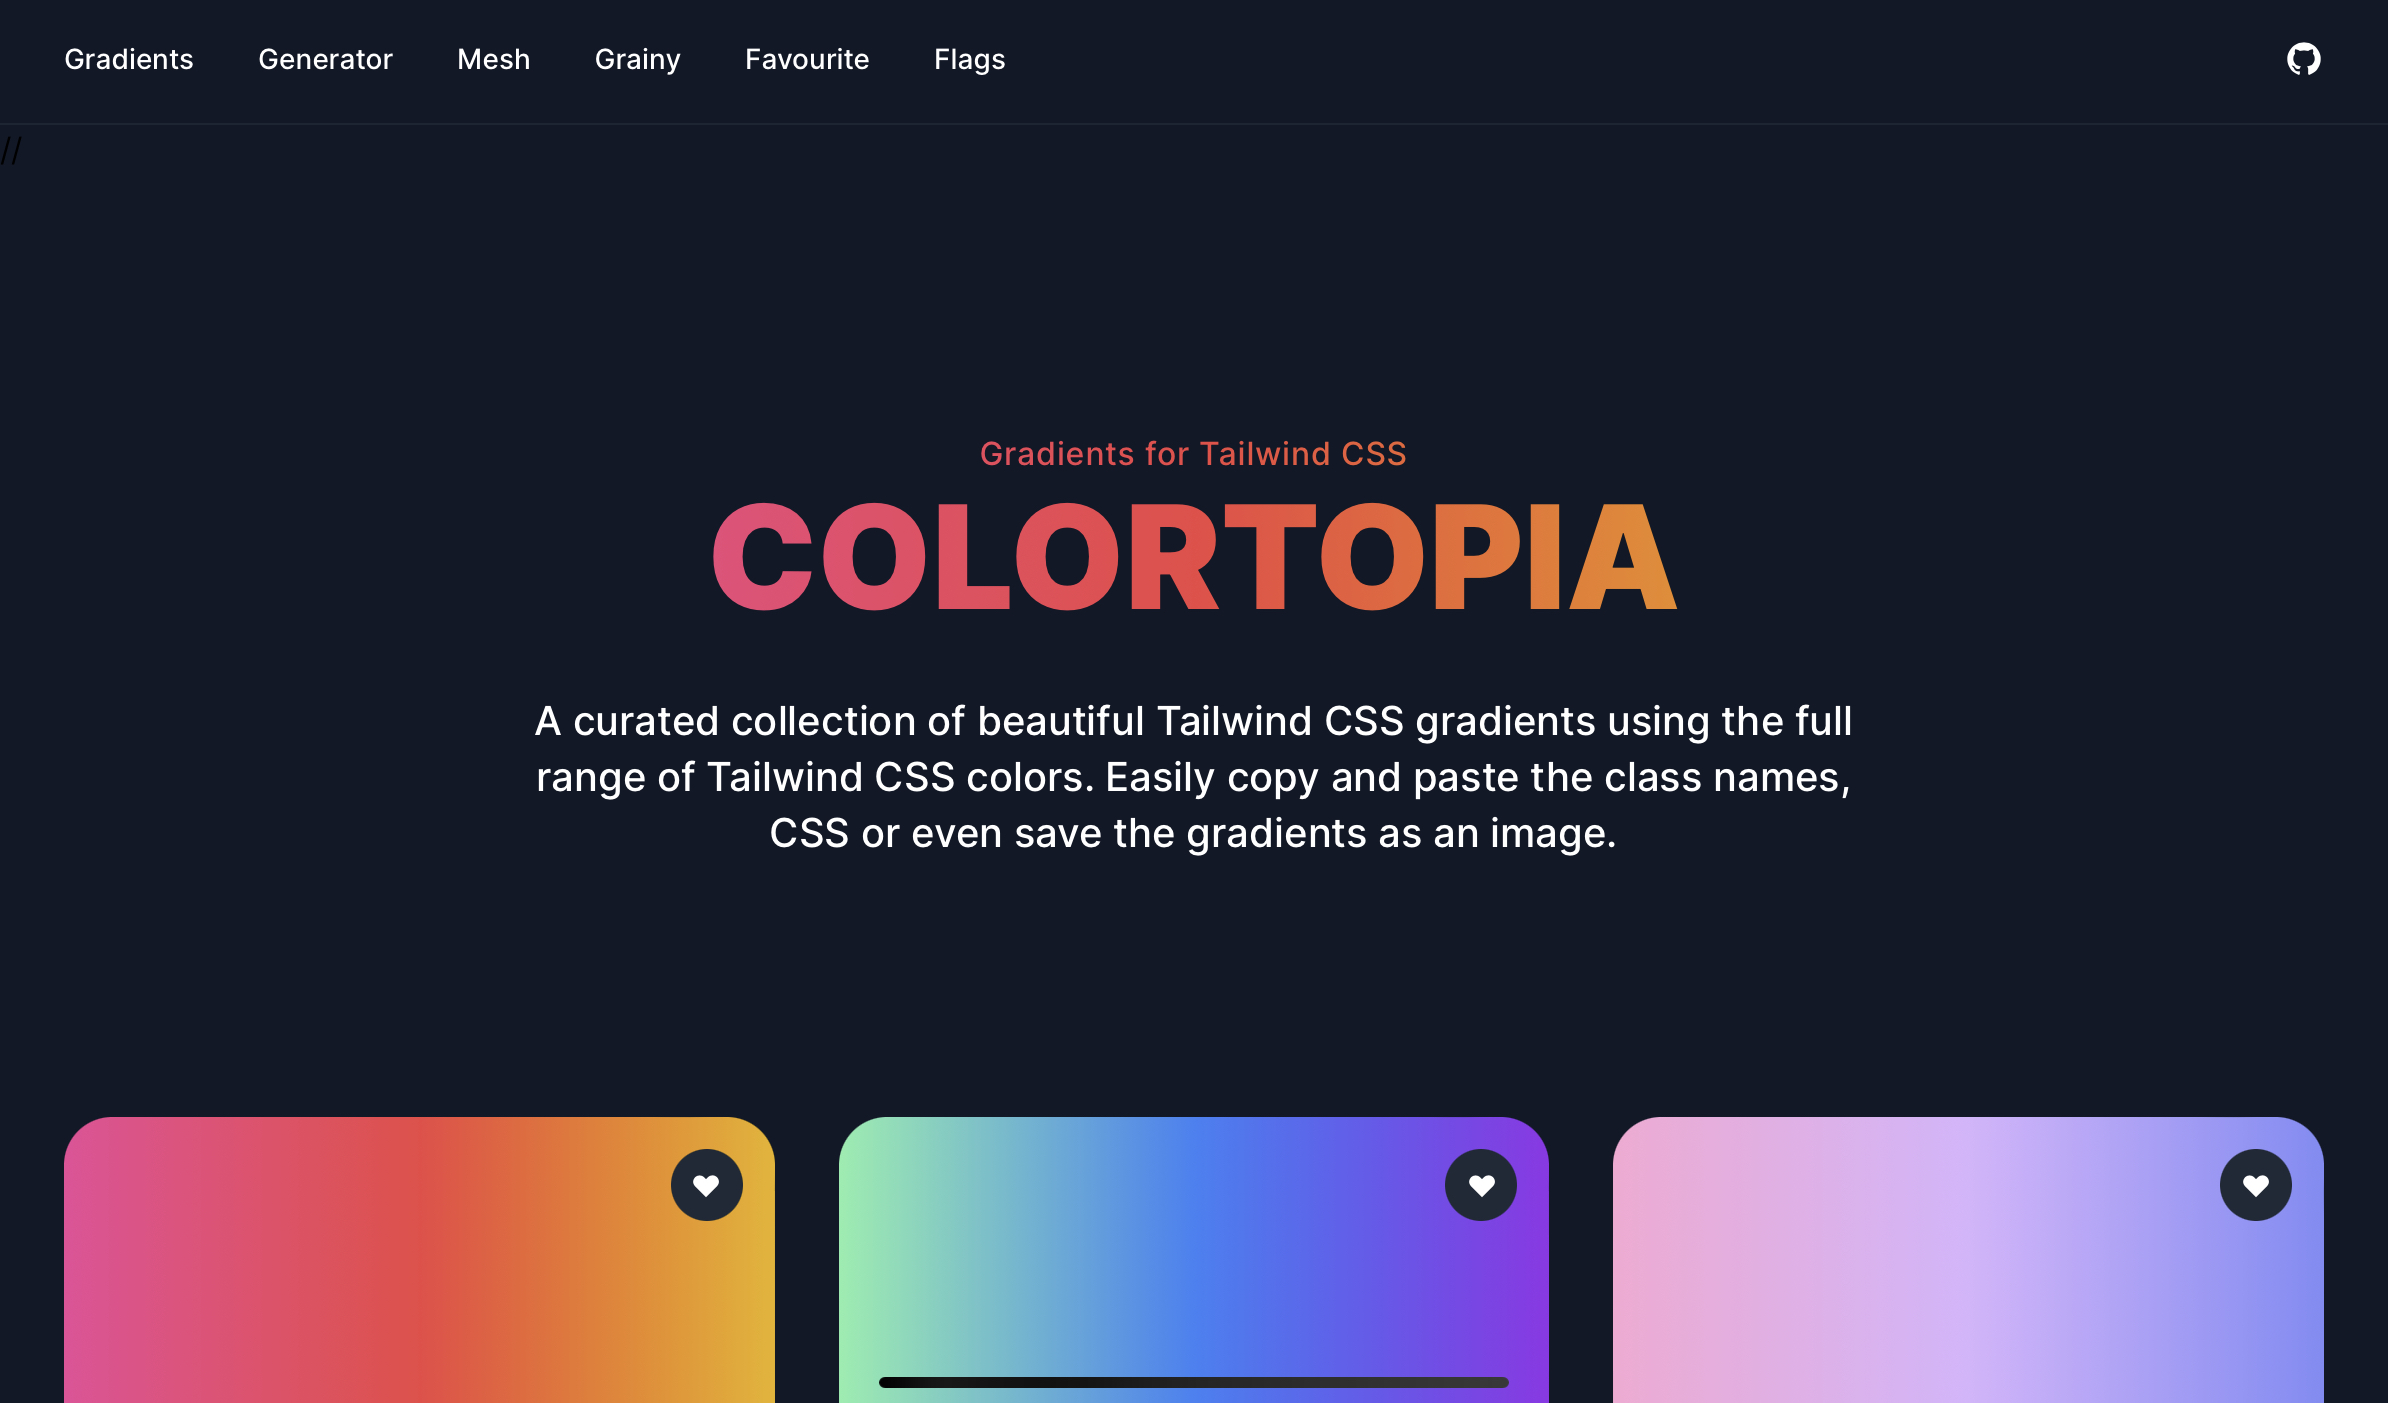 Gradients Generator Mesh Grainy Favourite Flags
//
Gradients for Tailwind CSS
COLORTOPIA
A curated collection of beautiful Tailwind CSS gradients using the full
range of Tailwind CSS colors. Easily copy and paste the class names,
CSS or even save the gradients as an image.